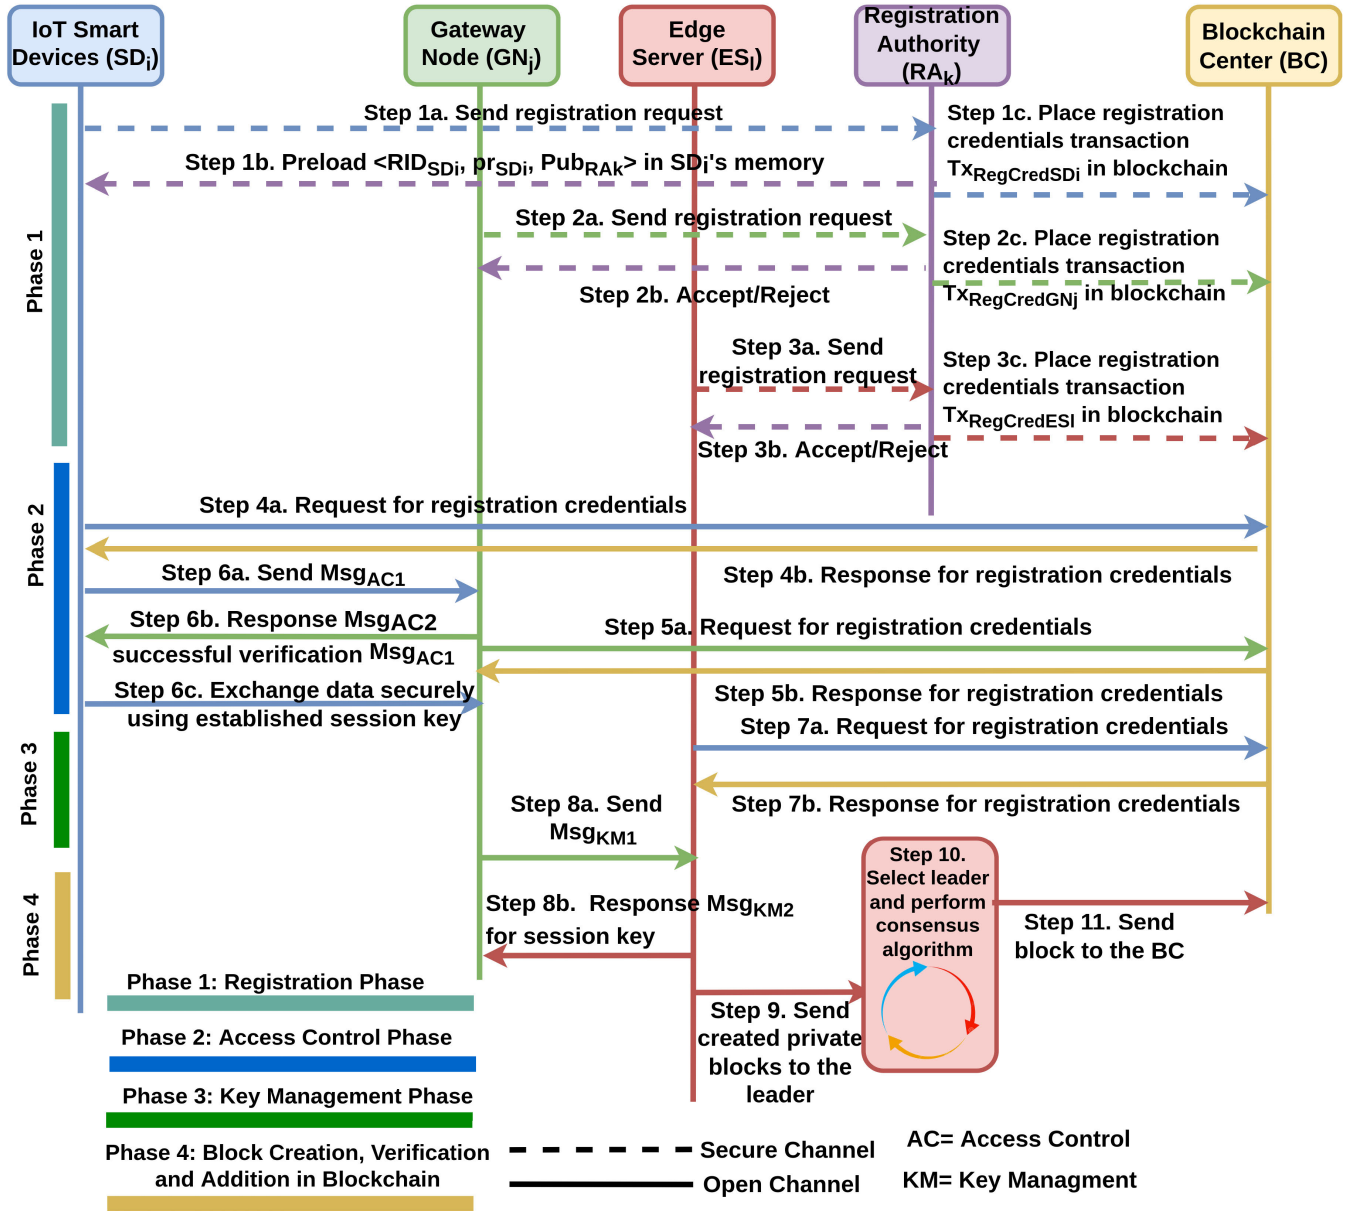 IoT Smart
Devices (SDi)
Gateway
Node (GNj)
Edge
Server (ESl)
Registration
Authority
(RAk)
Blockchain
Center (BC)
Step 1a. Send registration request
Step 1b. Preload <RIDSDi, prSDi, PubRAk> in SDi's memory
Step 1c. Place registration
credentials transaction
TxRegCredSDi in blockchain
Step 2a. Send registration request
Step 2b. Accept/Reject
Step 2c. Place registration
credentials transaction
TxRegCredGNj in blockchain
Step 3a. Send
registration request
Step 3b. Accept/Reject
Step 3c. Place registration
credentials transaction
TxRegCredESl in blockchain
Phase 1
Step 4a. Request for registration credentials
Step 4b. Response for registration credentials
Step 6a. Send MsgAC1
Step 6b. Response MsgAC2
successful verification MsgAC1
Step 6c. Exchange data securely
using established session key
Step 5a. Request for registration credentials
Step 5b. Response for registration credentials
Phase 2
Step 7a. Request for registration credentials
Step 7b. Response for registration credentials
Phase 3
Step 8a. Send
MsgKM1
Step 8b. Response MsgKM2
for session key
Phase 4
Step 9. Send
created private
blocks to the
leader
Step 10.
Select leader
and perform
consensus
algorithm
Step 11. Send
block to the BC
Phase 1: Registration Phase
Phase 2: Access Control Phase
Phase 3: Key Management Phase
Phase 4: Block Creation, Verification
and Addition in Blockchain
Secure Channel
Open Channel
AC= Access Control
KM= Key Managment